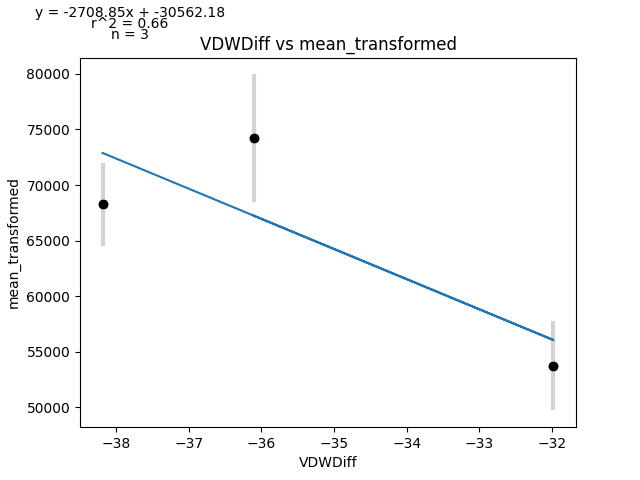 y = -2708.85x + -30562.18
r^2 = 0.66
n = 3
VDWDiff vs mean_transformed
80000
75000
70000
65000
60000
55000
50000
mean_transformed
−38
−37
−36
−35
−34
−33
−32
VDWDiff